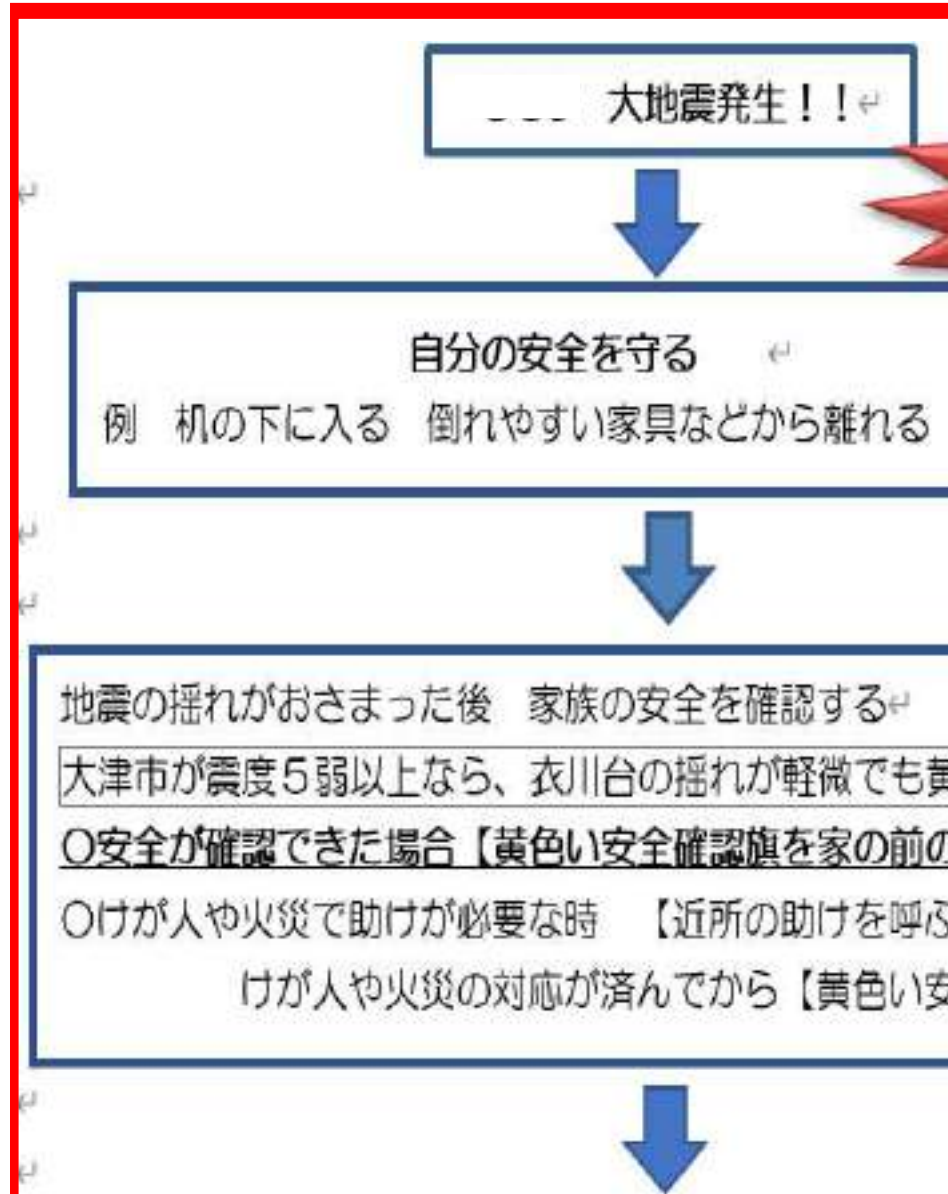 大地震発生！！
自分の安全を守る
例　机の下に入る　倒れやすい家具などから離れる
地震の揺れがおさまった後　家族の安全を確認する
大津市が震度５弱以上なら、衣川台の揺れが軽微でも黄
〇安全が確認できた場合【黄色い安全確認旗を家の前の
〇けが人や火災で助けが必要な時　【近所の助けを呼ぶ
けが人や火災の対応が済んでから【黄色い安